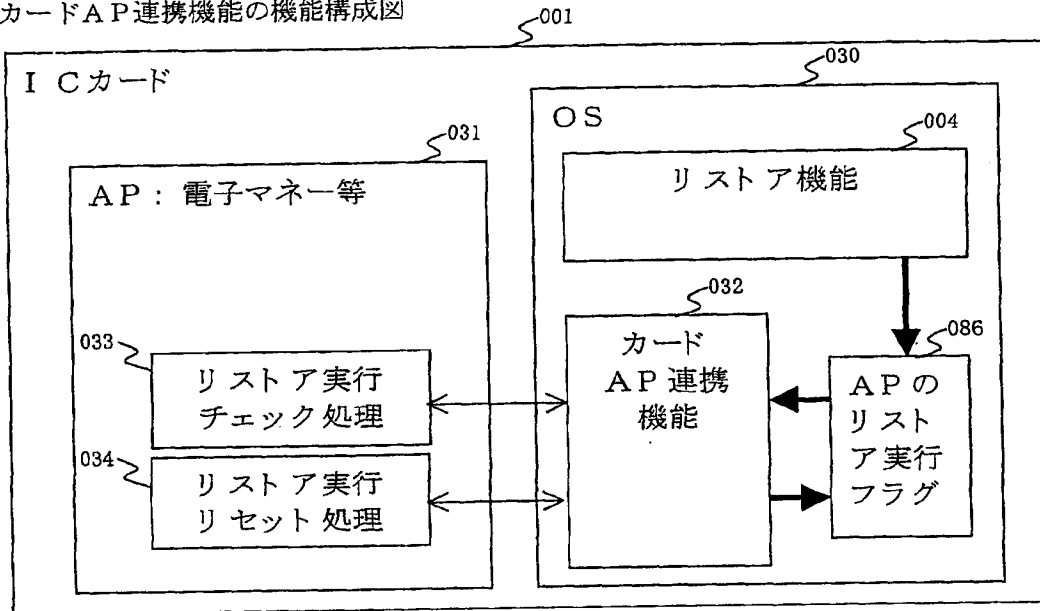 カードAP連携機能の機能構成図
001
ICカード
030
OS
004
リストア機能
031
AP：電子マネー等
032
カード
AP連携
機能
086
APの
リスト
ア実行
フラグ
033
リストア実行
チェック処理
034
リストア実行
リセット処理